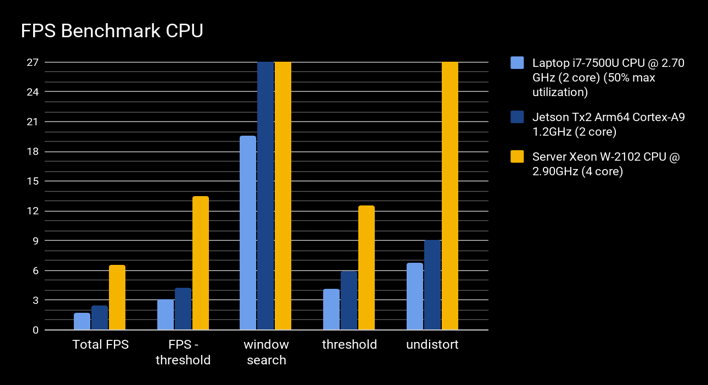 FPS Benchmark CPU
27
24
21
18
15
12
9
6
3
0
Total FPS
FPS -
threshold
window
search
threshold
undistort
Laptop i7-7500U CPU @ 2.70
GHz (2 core) (50% max
utilization)
Jetson Tx2 Arm64 Cortex-A9
1.2GHz (2 core)
Server Xeon W-2102 CPU @
2.90GHz (4 core)